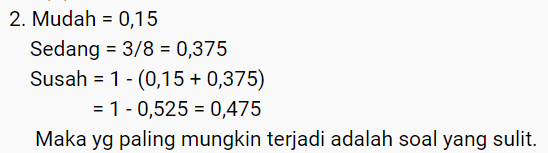 2. Mudah = 0,15
Sedang = 3/8 = 0,375
Susah = 1 - (0,15 + 0,375)
= 1 - 0,525 = 0,475
Maka yg paling mungkin terjadi adalah soal yang sulit.